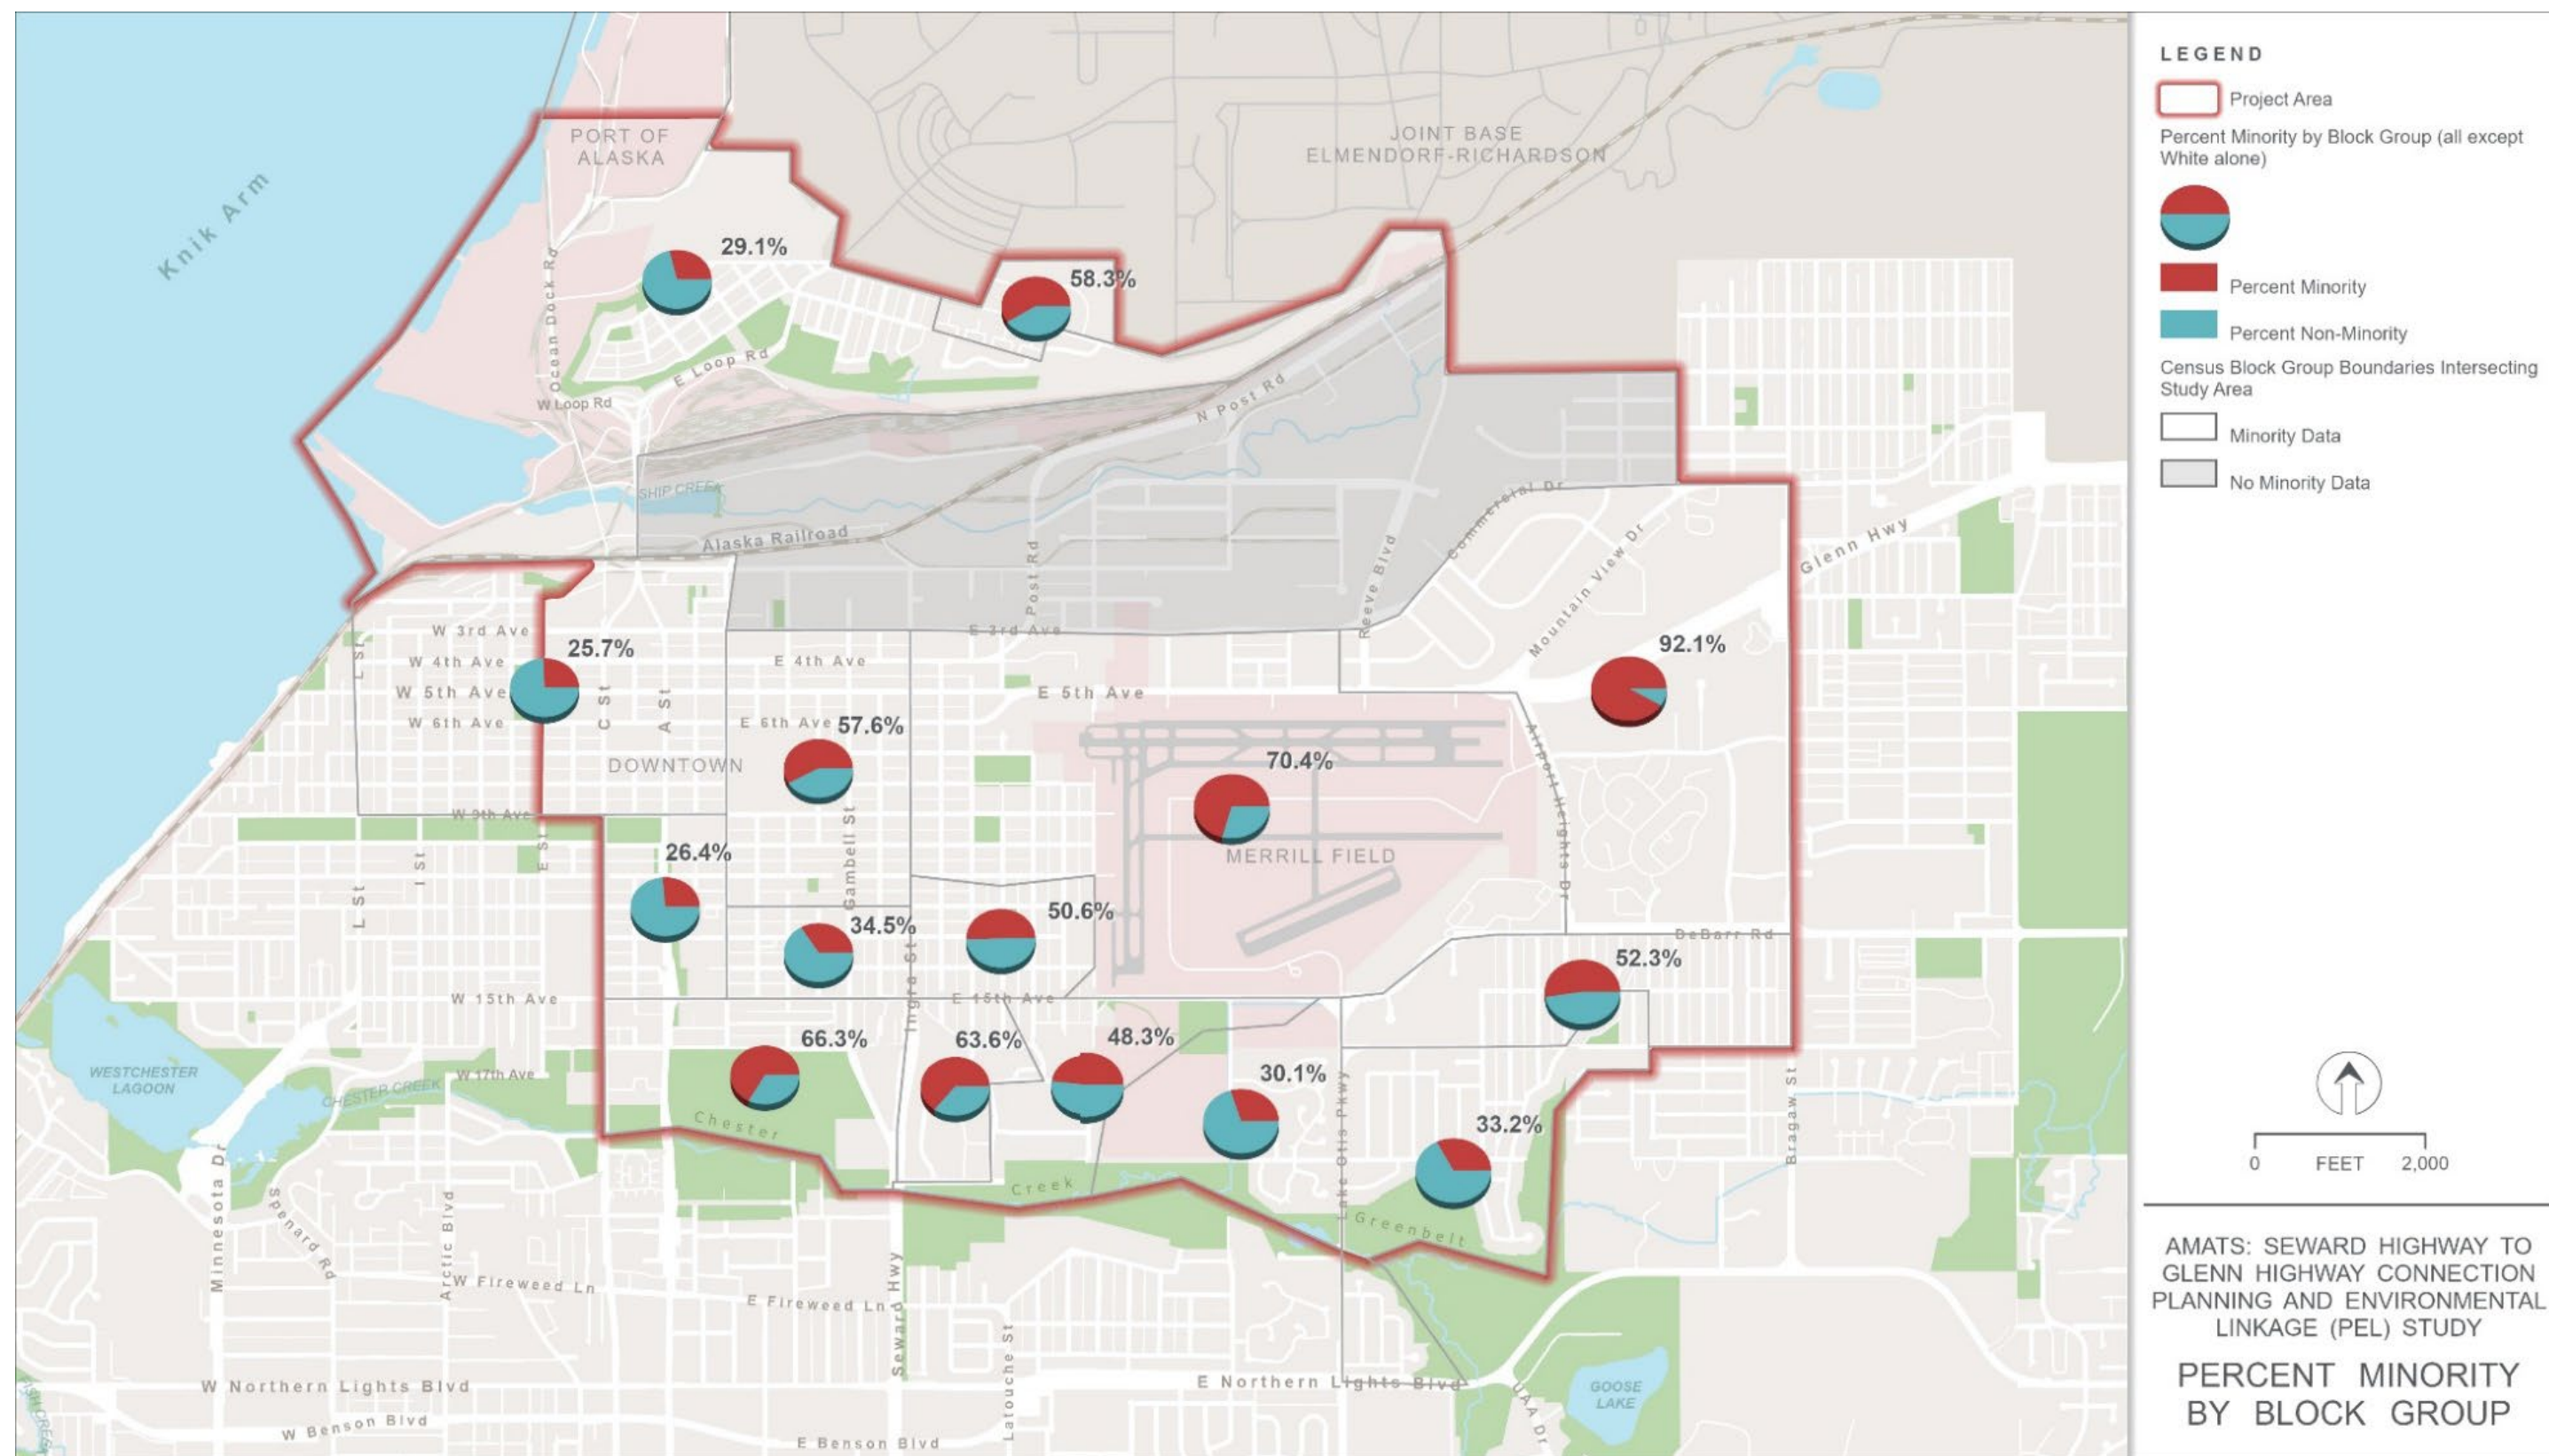 PORT OF
ALASKA
JOINT BASE
ELMENDORF-RICHARDSON
Knik Arm
29.1%
58.3%
Ocean Dock Rd
E Loop Rd
W Loop Rd
N Post Rd
SHIP CREEK
Alaska Railroad
Commercial Dr
Post Rd
Reeve Blvd
Mountain View Dr
Glenn Hwy
W 3rd Ave
E 3rd Ave
L St
25.7%
92.1%
W 4th Ave
E 4th Ave
W 5th Ave
E 5th Ave
C St
A St
W 6th Ave
E 6th Ave
57.6%
DOWNTOWN
70.4%
Airport Heights Dr
W 9th Ave
Gambell St
MERRILL FIELD
26.4%
E St
I St
L St
34.5%
50.6%
DeBarr Rd
52.3%
Ingra St
W 15th Ave
E 15th Ave
66.3%
63.6%
48.3%
30.1%
WESTCHESTER
LAGOON
CHESTER CREEK
W 17th Ave
Chester
Creek
Greenbelt
33.2%
Lake Otis Pkwy
Bragaw St
Minnesota Dr
Spenard Rd
Arctic Blvd
W Fireweed Ln
E Fireweed Ln
Seward Hwy
Latouche St
W Northern Lights Blvd
E Northern Lights Blvd
W Benson Blvd
E Benson Blvd
UAA Dr
GOOSE
LAKE
FISH CREEK
LEGEND
Project Area
Percent Minority by Block Group (all except
White alone)
Percent Minority
Percent Non-Minority
Census Block Group Boundaries Intersecting
Study Area
Minority Data
No Minority Data
0 FEET 2,000
AMATS: SEWARD HIGHWAY TO
GLENN HIGHWAY CONNECTION
PLANNING AND ENVIRONMENTAL
LINKAGE (PEL) STUDY
PERCENT MINORITY
BY BLOCK GROUP